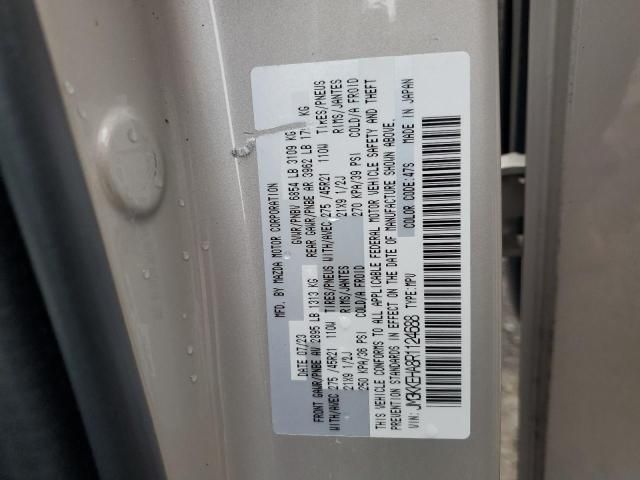 MFD. BY MAZDA MOTOR CORPORATION
DATE 07/23 GVWR/PNBV 6854 LB 3109 KG
FRONT GAWR/PNBE AV 2895 LB 1313 KG REAR GAWR/PNBE AR 3962 LB KG
WITH/AVEC 275 /45R21 110W TIRES/PNEUS WITH/AVEC 275 /45R21 110W TIRES/PNEUS
21X9 1/2J RIMS/JANTES 21X9 1/2J RIMS/JANTES
250 KPA/36 PSI COLD/A FROID 270 KPA/39 PSI COLD/A FROID
THIS VEHICLE CONFORMS TO ALL APPLICABLE FEDERAL MOTOR VEHICLE SAFETY AND THEFT
PREVENTION STANDARDS IN EFFECT ON THE DATE OF MANUFACTURE SHOWN ABOVE.
VIN: TYPE:MPV COLOR CODE:47S MADE IN JAPAN